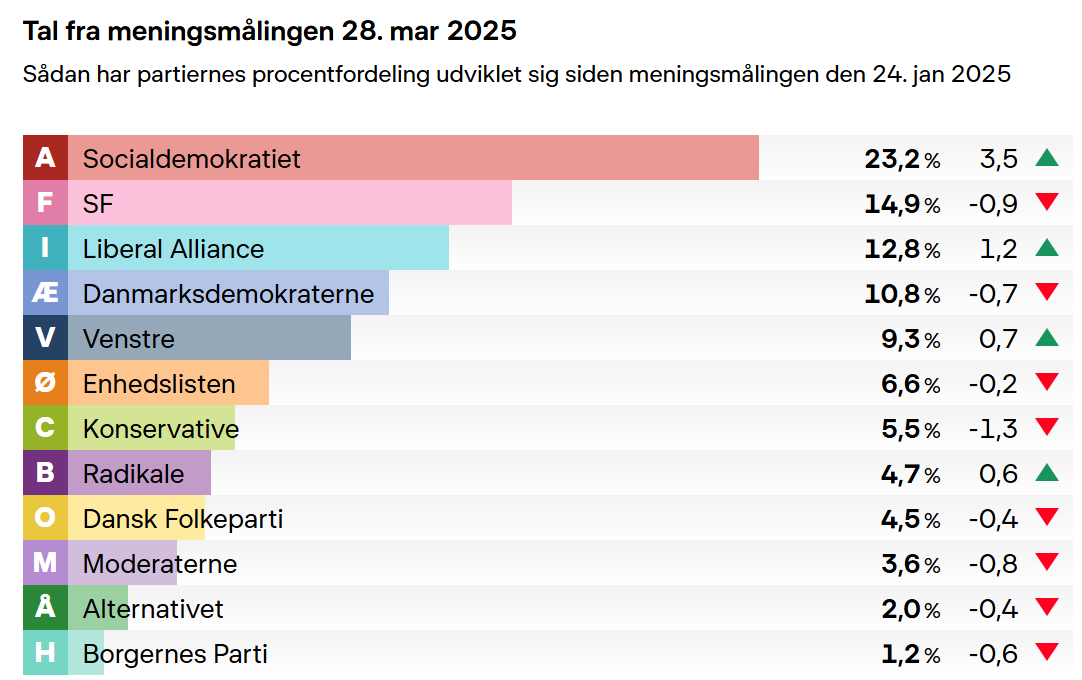 Tal fra meningsmålingen 28. mar 2025
Sådan har partiernes procentfordeling udviklet sig siden meningsmålingen den 24. jan 2025
A Socialdemokratiet 23,2 % 3,5
F SF 14,9 % -0,9
I Liberal Alliance 12,8 % 1,2
Æ Danmarksdemokraterne 10,8 % -0,7
V Venstre 9,3 % 0,7
Ø Enhedslisten 6,6 % -0,2
C Konservative 5,5 % -1,3
B Radikale 4,7 % 0,6
O Dansk Folkeparti 4,5 % -0,4
M Moderaterne 3,6 % -0,8
Å Alternativet 2,0 % -0,4
H Borgernes Parti 1,2 % -0,6